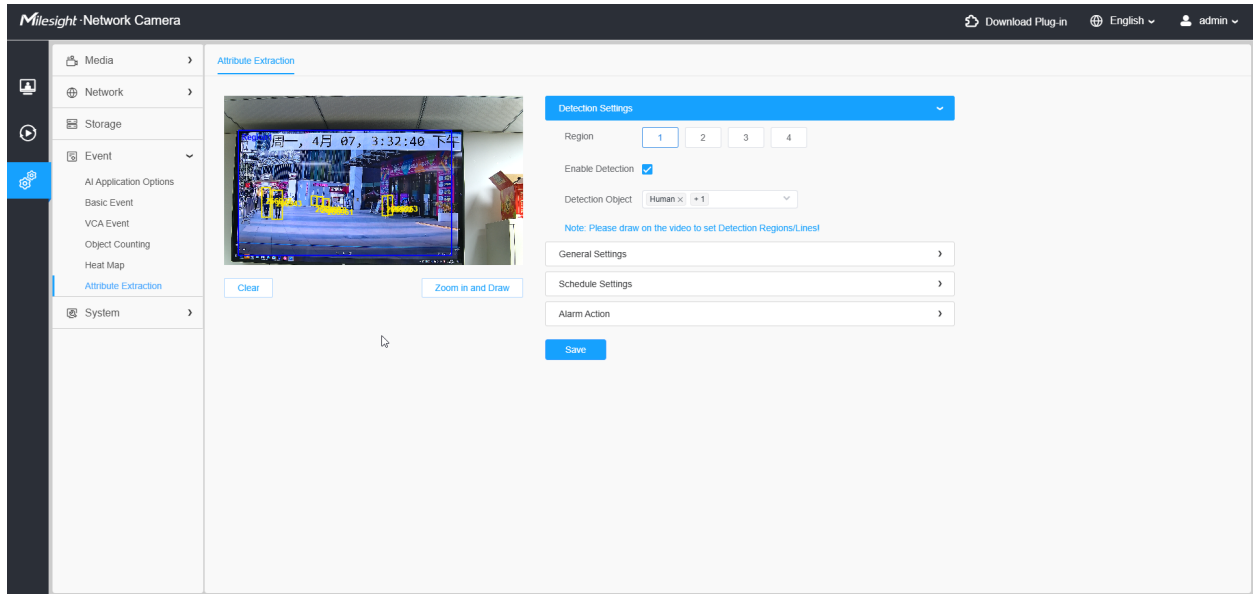 Milesight · Network Camera
Download Plug-in
English
admin
Media
Network
Storage
Event
AI Application Options
Basic Event
VCA Event
Object Counting
Heat Map
Attribute Extraction
System
Attribute Extraction
周一, 4月 07, 3:32:40 下午
Clear
Zoom in and Draw
Detection Settings
Region 1 2 3 4
Enable Detection
Detection Object Human × + 1
Note: Please draw on the video to set Detection Regions/Lines!
General Settings
Schedule Settings
Alarm Action
Save